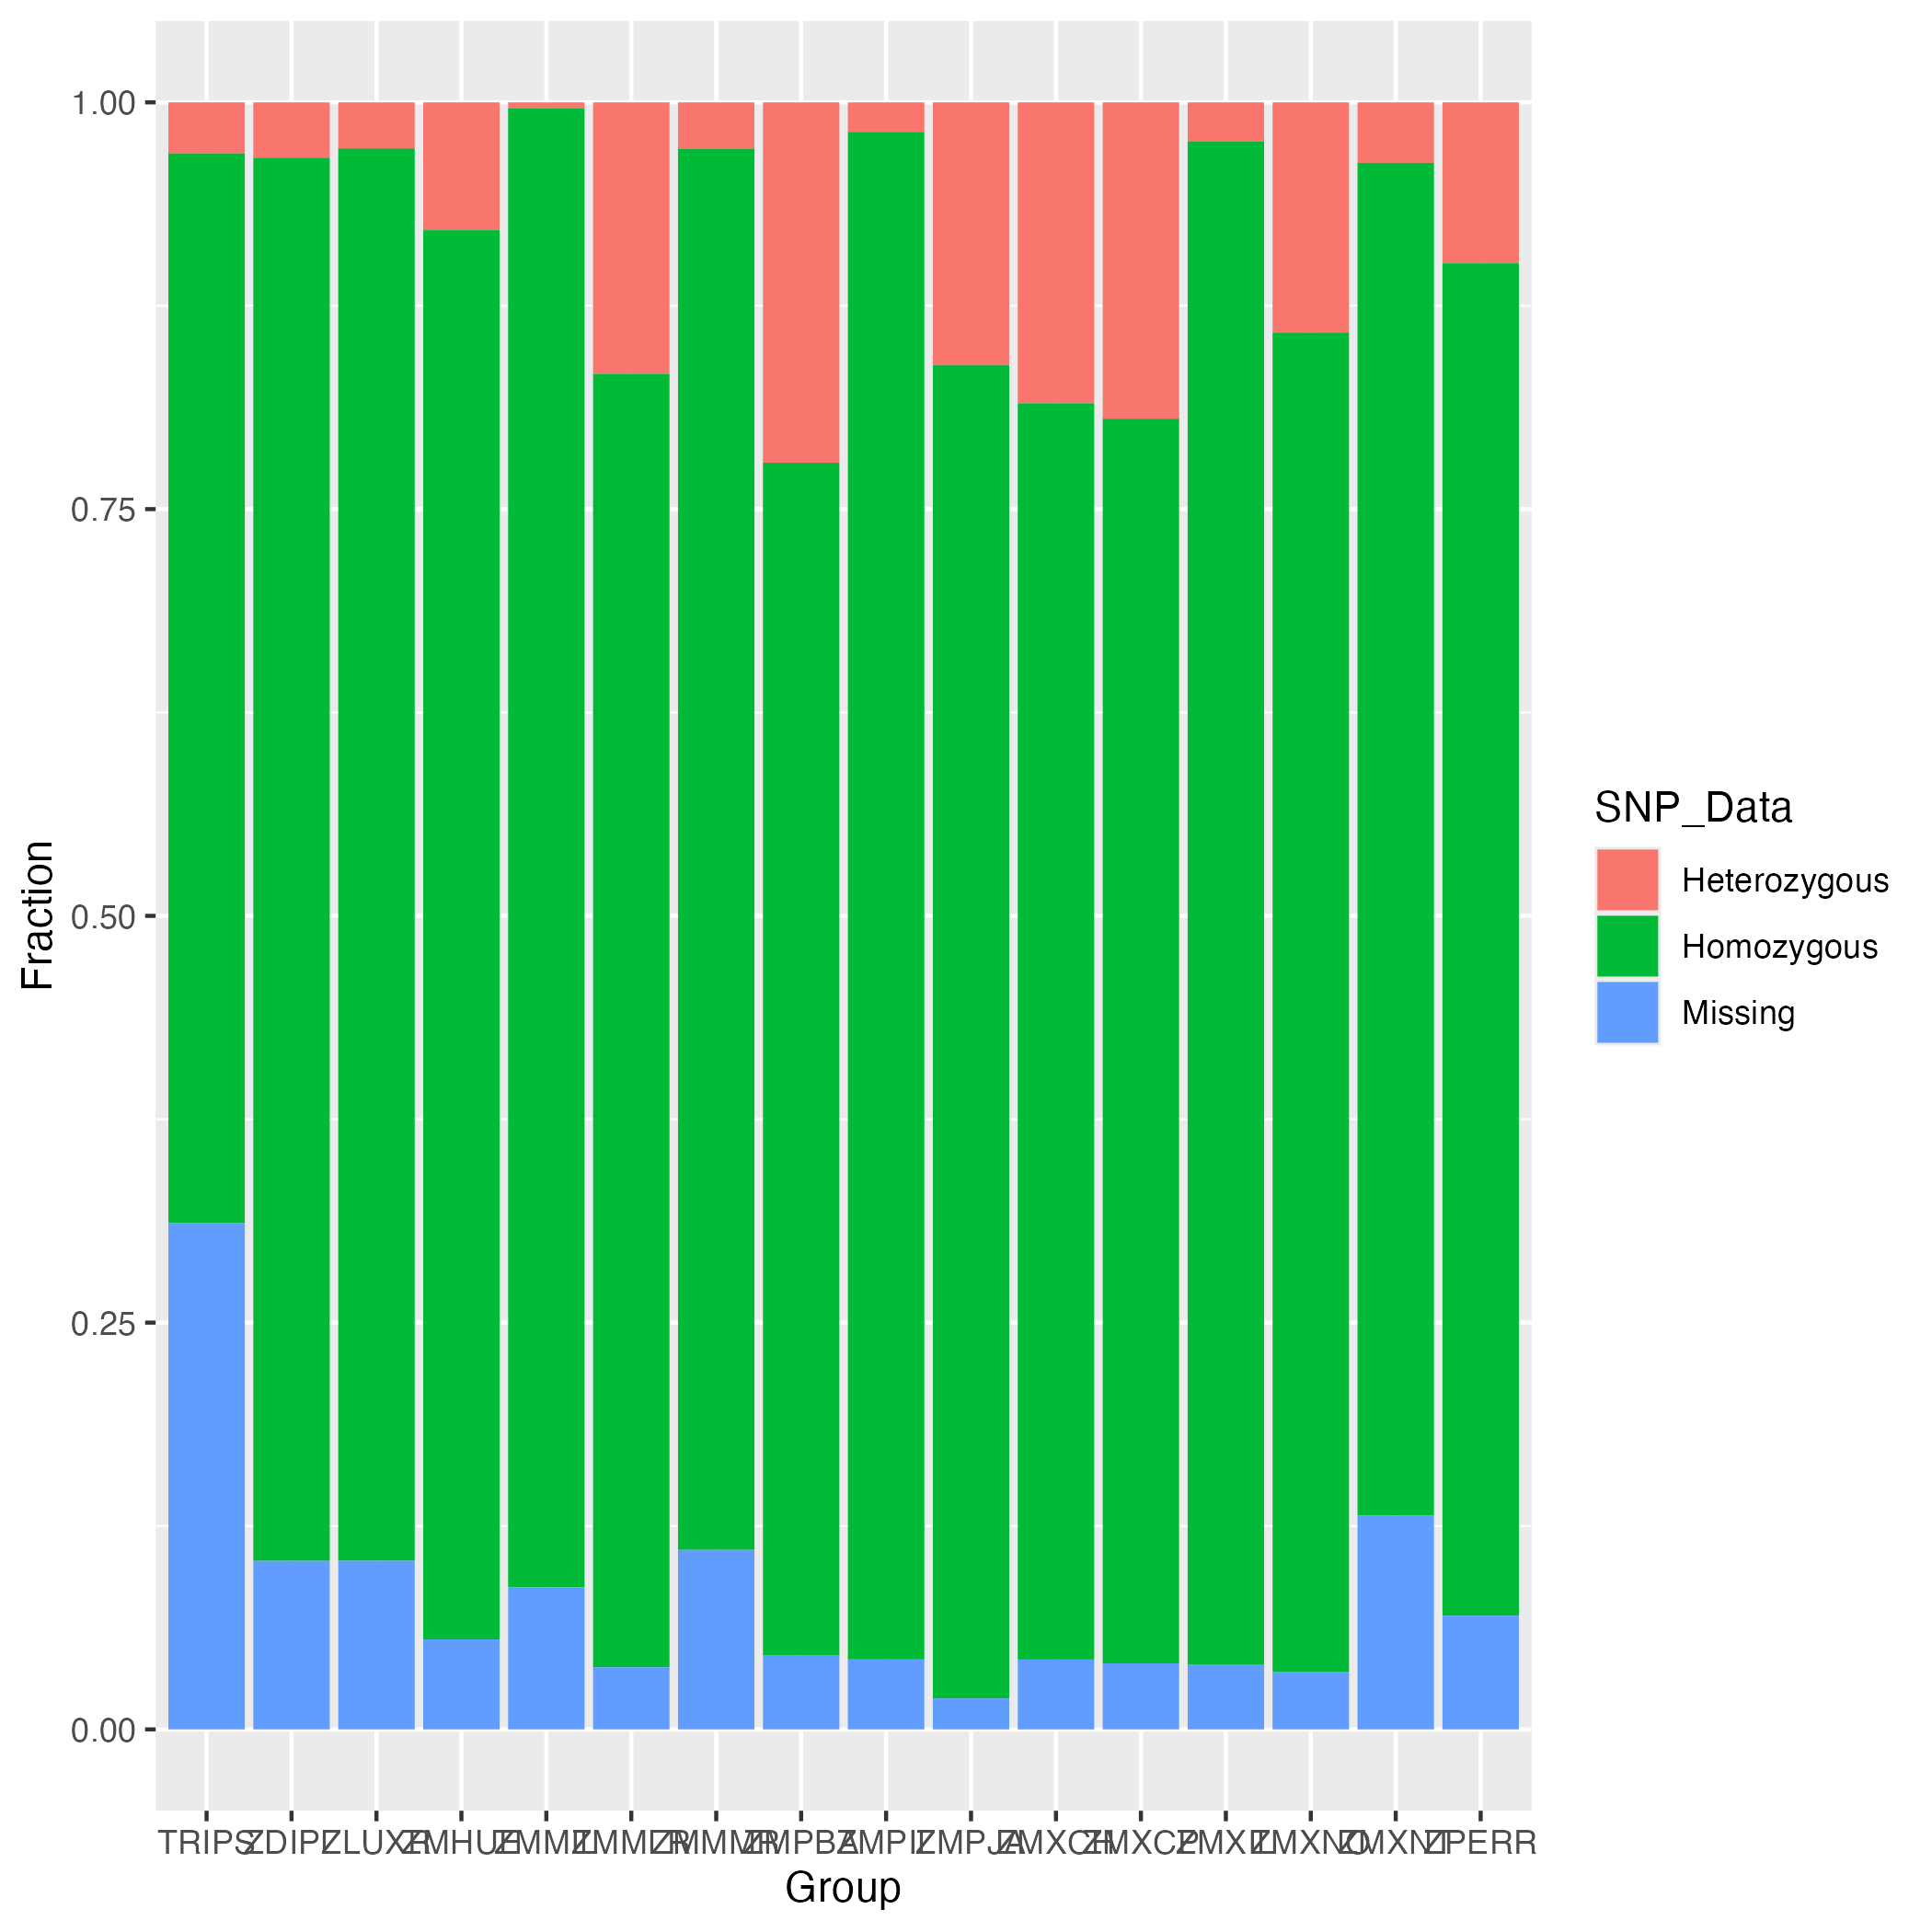 1.00
0.75
0.50
0.25
0.00
Fraction
TRIPS ZDIPL ZLUXR ZMHUE ZMMIL ZMMLR ZMMMR ZMPBA ZMPIL ZMPJA ZMXCH ZMXCP ZMXIL ZMXNO ZMXNT ZPERR
Group
SNP_Data
Heterozygous
Homozygous
Missing